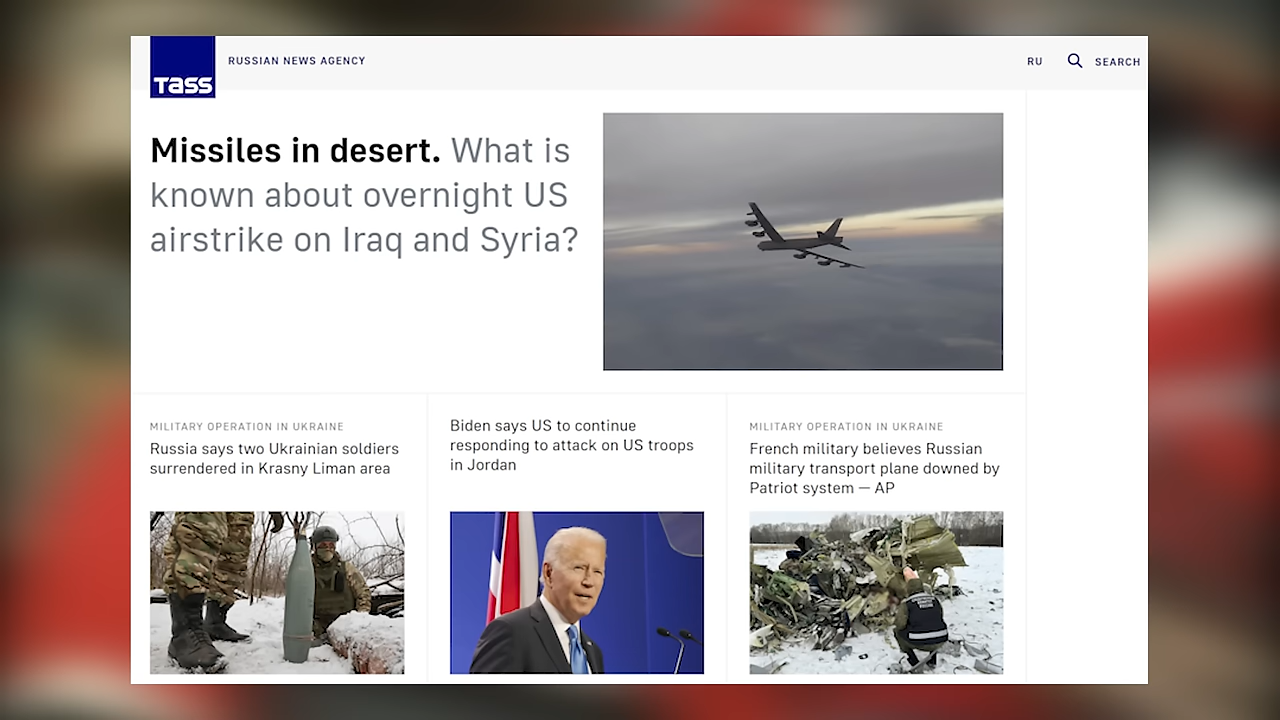 TASS
RUSSIAN NEWS AGENCY
RU
SEARCH
Missiles in desert. What is
known about overnight US
airstrike on Iraq and Syria?
MILITARY OPERATION IN UKRAINE
Russia says two Ukrainian soldiers
surrendered in Krasny Liman area
Biden says US to continue
responding to attack on US troops
in Jordan
MILITARY OPERATION IN UKRAINE
French military believes Russian
military transport plane downed by
Patriot system — AP